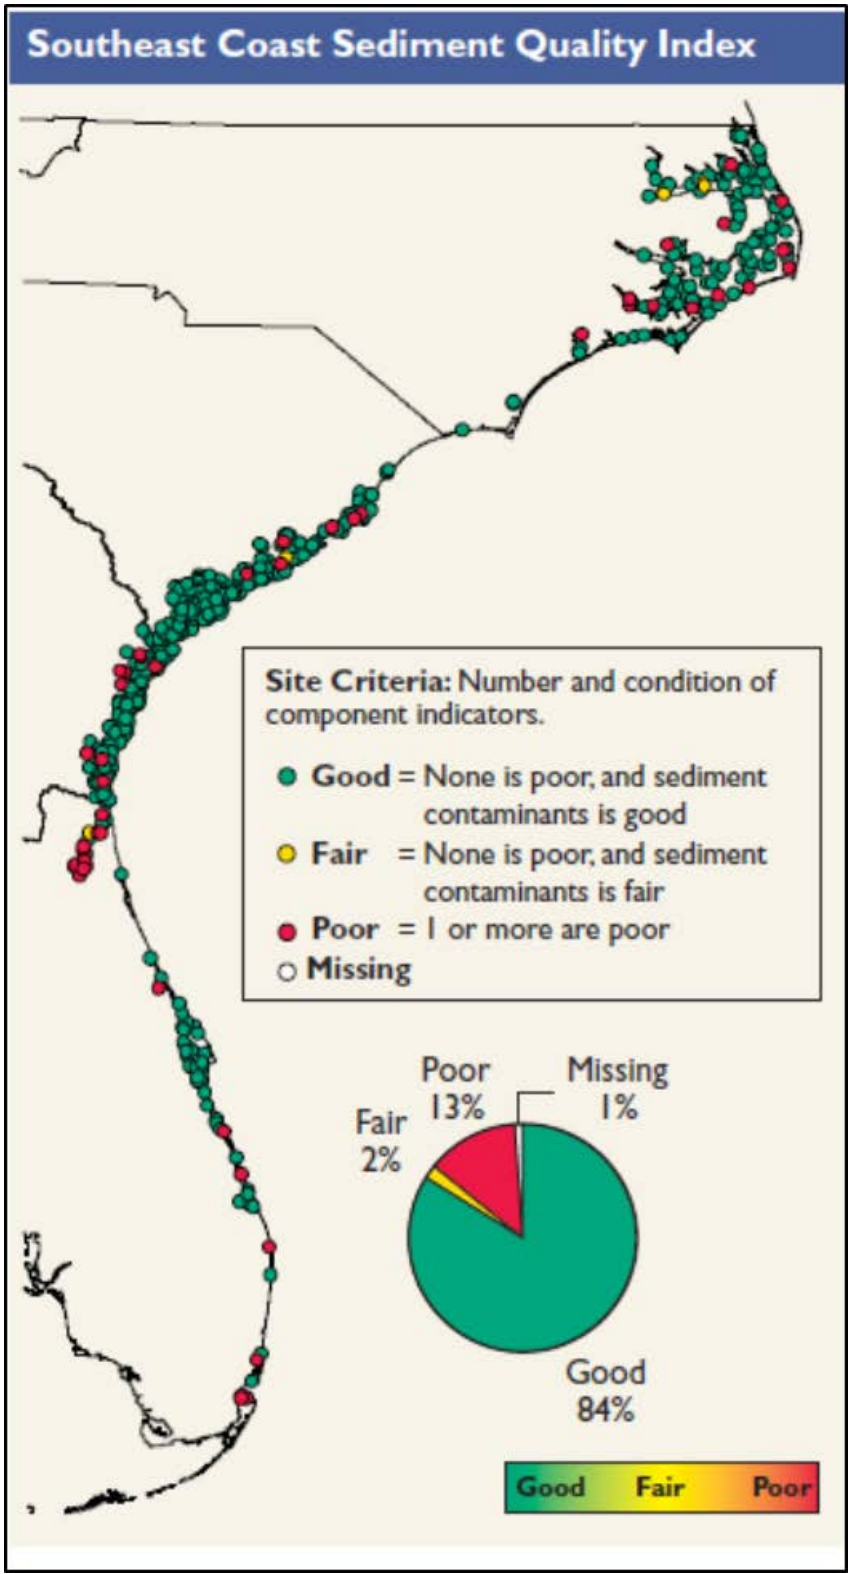 Southeast Coast Sediment Quality Index
Site Criteria: Number and condition of
component indicators.
Good = None is poor, and sediment
contaminants is good
Fair = None is poor, and sediment
contaminants is fair
Poor = 1 or more are poor
Missing
Poor
13%
Missing
1%
Fair
2%
Good
84%
Good Fair Poor